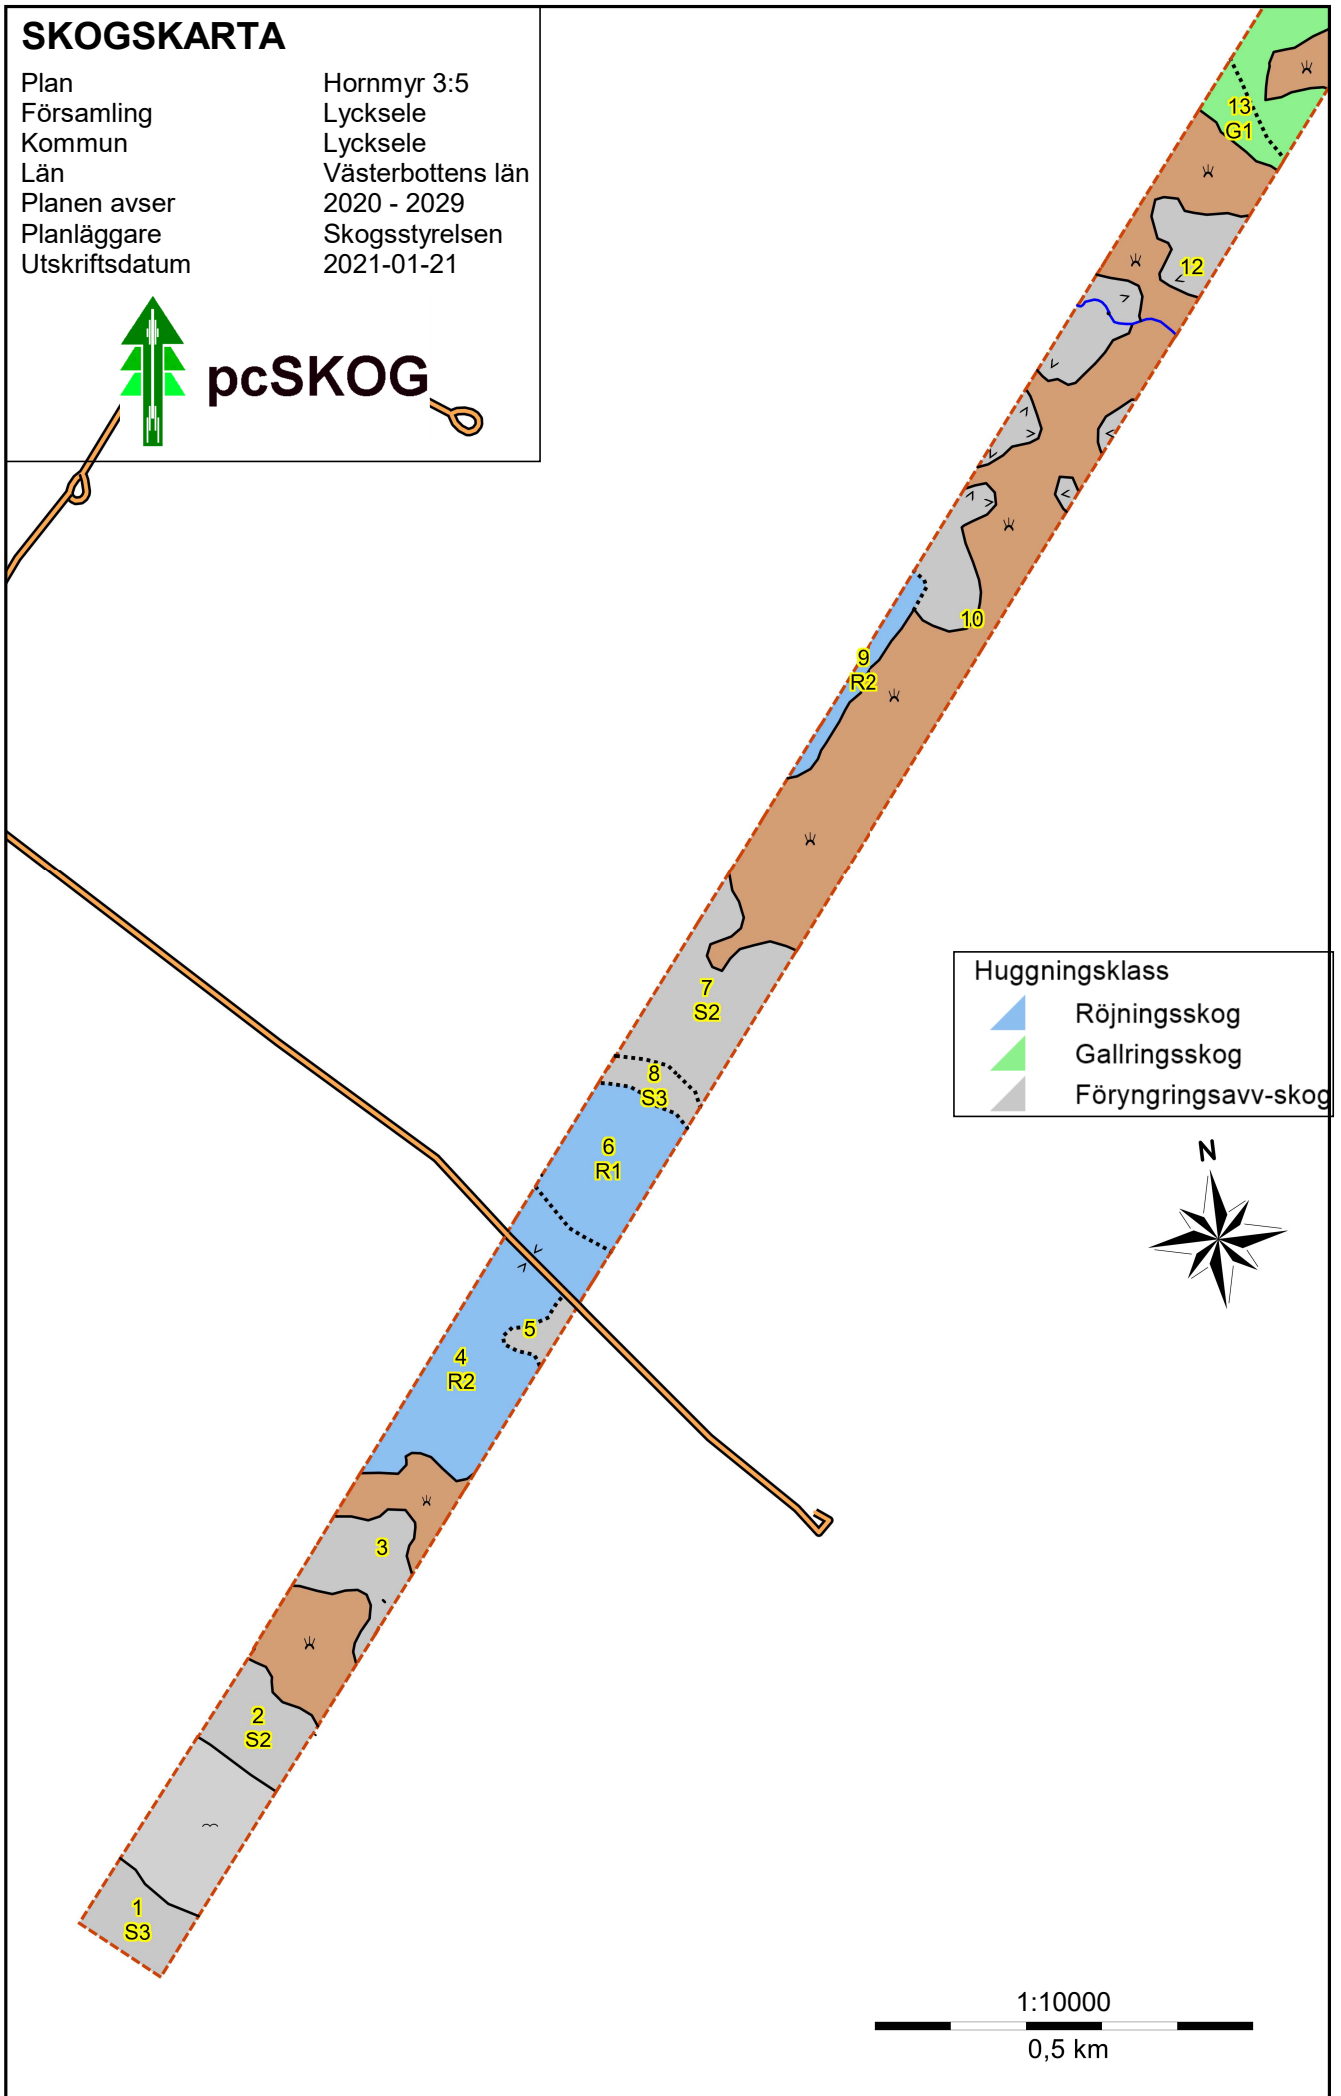 SKOGSKARTA
Plan Hornmyr 3:5
Församling Lycksele
Kommun Lycksele
Län Västerbottens län
Planen avser 2020 - 2029
Planläggare Skogsstyrelsen
Utskriftsdatum 2021-01-21
pcSKOG
13
G1
12
10
9
R2
7
S2
Huggningsklass
Röjningsskog
Gallringsskog
Föryngringsavv-skog
8
S3
6
R1
N
5
4
R2
3
2
S2
1
S3
1:10000
0,5 km